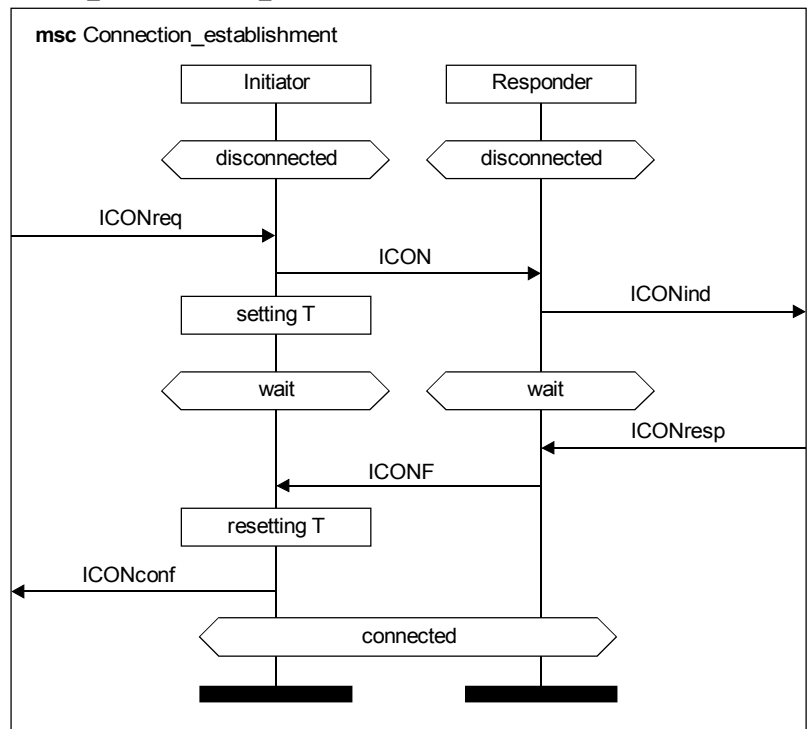 msc Connection_establishment
Initiator
Responder
disconnected
disconnected
ICONreq
ICON
ICONind
setting T
wait
wait
ICONresp
ICONF
resetting T
ICONconf
connected